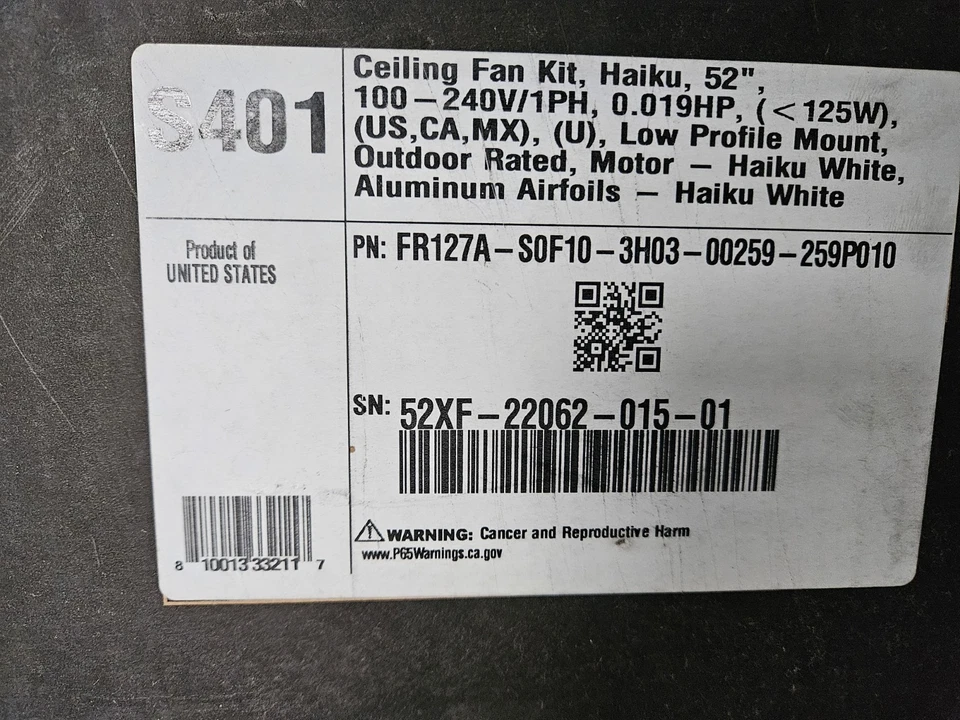 S401
Ceiling Fan Kit, Haiku, 52",
100-240V/1PH, 0.019HP, (<125W),
(US,CA,MX), (U), Low Profile Mount,
Outdoor Rated, Motor - Haiku White,
Aluminum Airfoils - Haiku White
Product of
UNITED STATES
PN: FR127A-S0F10-3H03-00259-259P010
SN: 52XF-22062-015-01
8 10013 33211 7
WARNING: Cancer and Reproductive Harm
www.P65Warnings.ca.gov